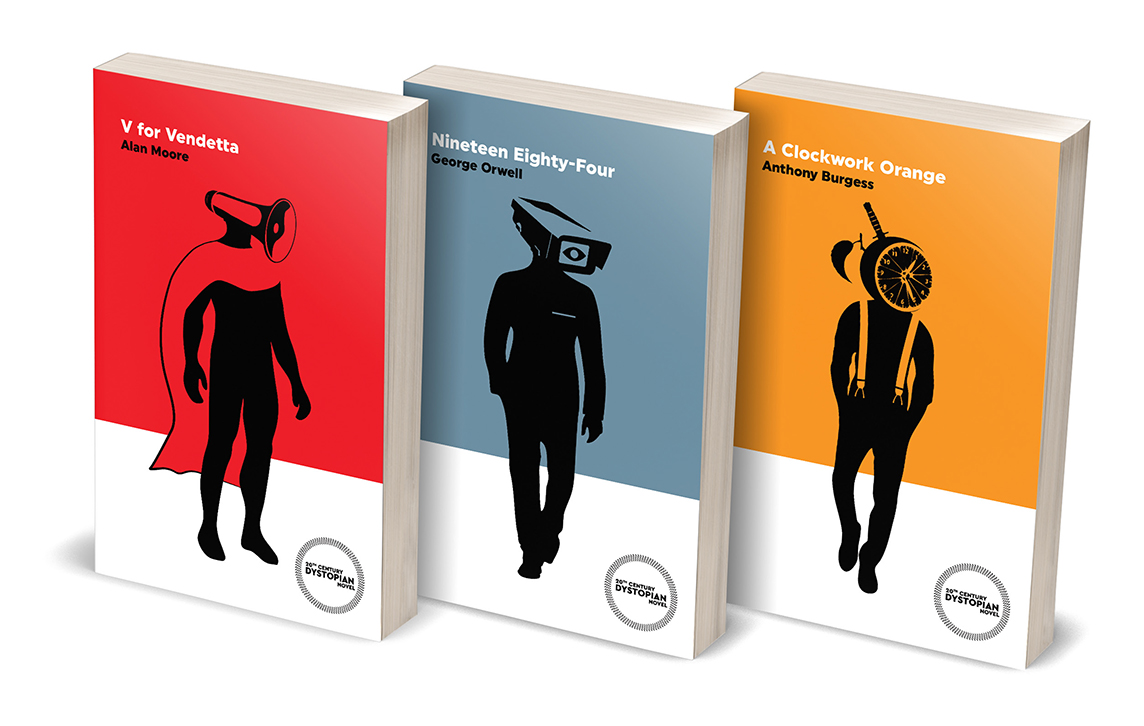 V for Vendetta
Alan Moore
20TH CENTURY
DYSTOPIAN
NOVEL
Nineteen Eighty-Four
George Orwell
20TH CENTURY
DYSTOPIAN
NOVEL
A Clockwork Orange
Anthony Burgess
20TH CENTURY
DYSTOPIAN
NOVEL